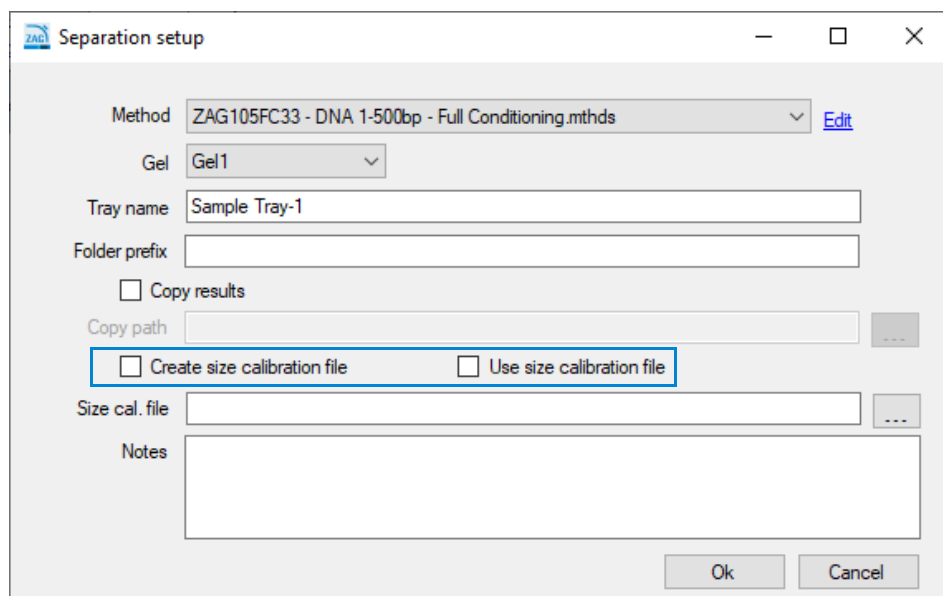 ZAG Separation setup
Method ZAG105FC33 - DNA 1-500bp - Full Conditioning.mthds Edit
Gel Gel1
Tray name Sample Tray-1
Folder prefix
Copy results
Copy path ...
Create size calibration file Use size calibration file
Size cal. file ...
Notes
Ok Cancel